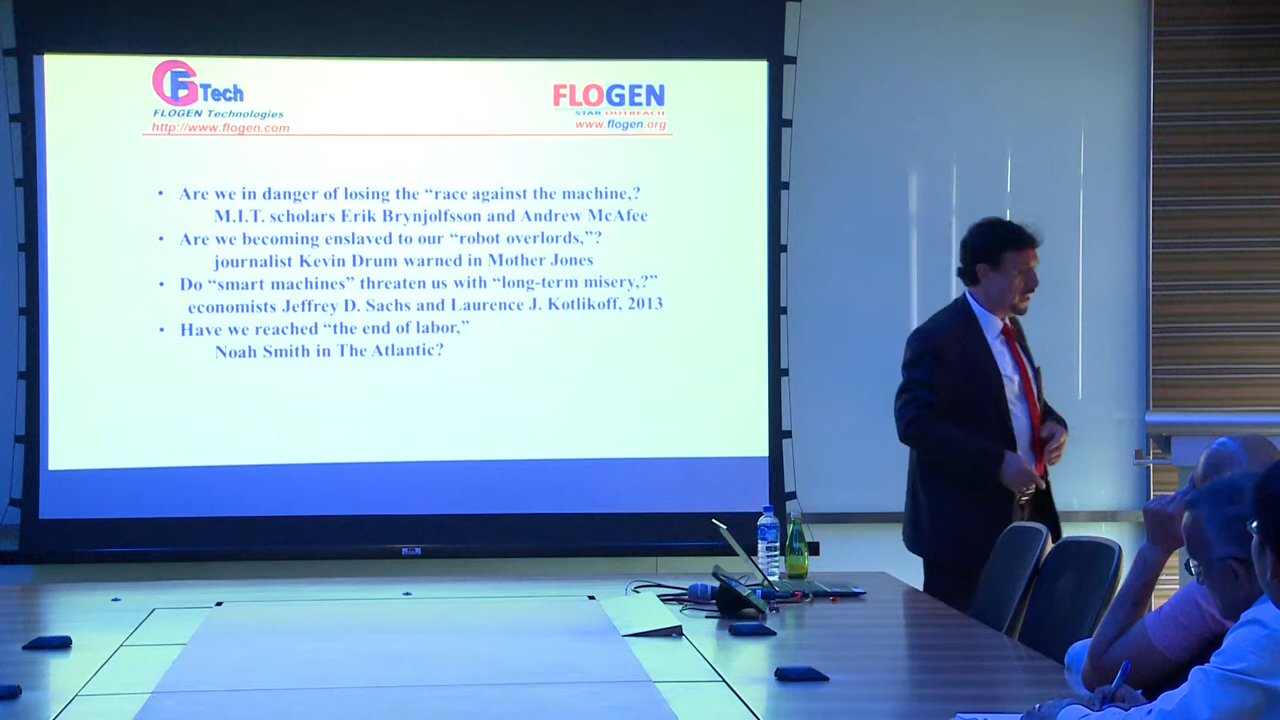 GF Tech
FLOGEN Technologies
http://www.flogen.com
FLOGEN
STAR OUTREACH
www.flogen.org
• Are we in danger of losing the “race against the machine,?
M.I.T. scholars Erik Brynjolfsson and Andrew McAfee
• Are we becoming enslaved to our “robot overlords,”?
journalist Kevin Drum warned in Mother Jones
• Do “smart machines” threaten us with “long-term misery,?”
economists Jeffrey D. Sachs and Laurence J. Kotlikoff, 2013
• Have we reached “the end of labor,”
Noah Smith in The Atlantic?